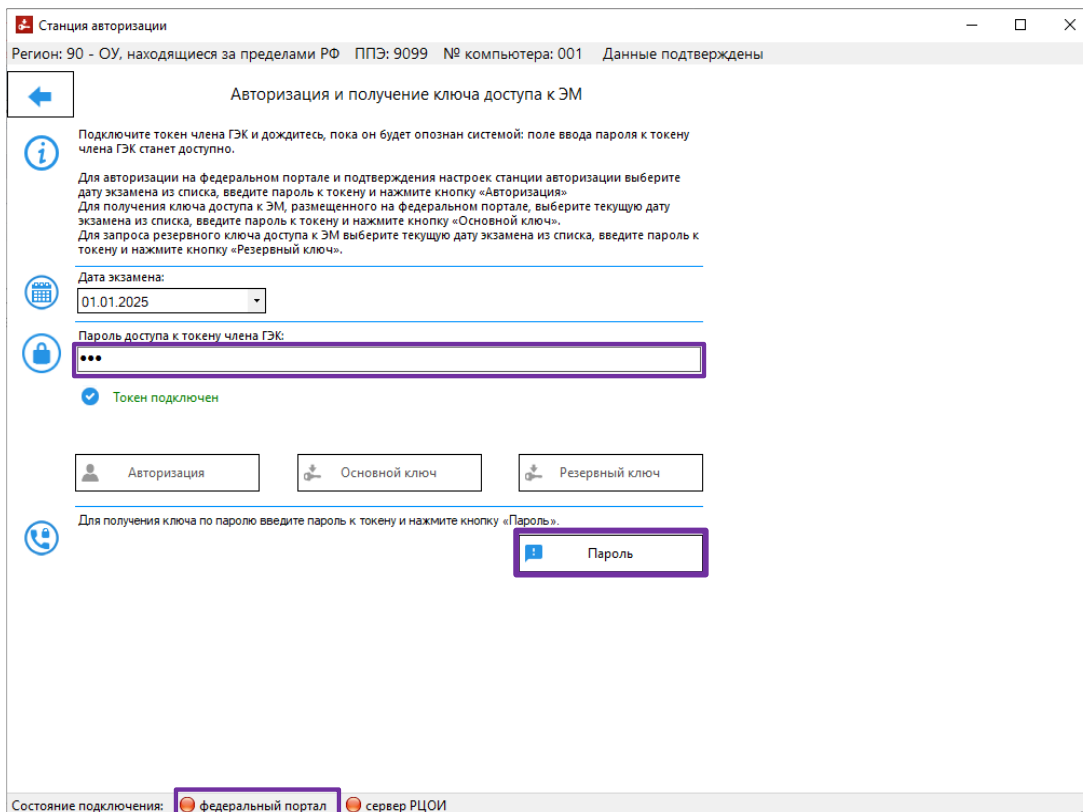 Станция авторизации
Регион: 90 - ОУ, находящиеся за пределами РФ ППЭ: 9099 № компьютера: 001 Данные подтверждены
Авторизация и получение ключа доступа к ЭМ
Подключите токен члена ГЭК и дождитесь, пока он будет опознан системой: поле ввода пароля к токену
члена ГЭК станет доступно.
Для авторизации на федеральном портале и подтверждения настроек станции авторизации выберите
дату экзамена из списка, введите пароль к токену и нажмите кнопку «Авторизация»
Для получения ключа доступа к ЭМ, размещенного на федеральном портале, выберите текущую дату
экзамена из списка, введите пароль к токену и нажмите кнопку «Основной ключ».
Для запроса резервного ключа доступа к ЭМ выберите текущую дату экзамена из списка, введите пароль к
токену и нажмите кнопку «Резервный ключ».
Дата экзамена:
01.01.2025
Пароль доступа к токену члена ГЭК:
•••
Токен подключен
Авторизация Основной ключ Резервный ключ
Для получения ключа по паролю введите пароль к токену и нажмите кнопку «Пароль».
Пароль
Состояние подключения: федеральный портал сервер РЦОИ